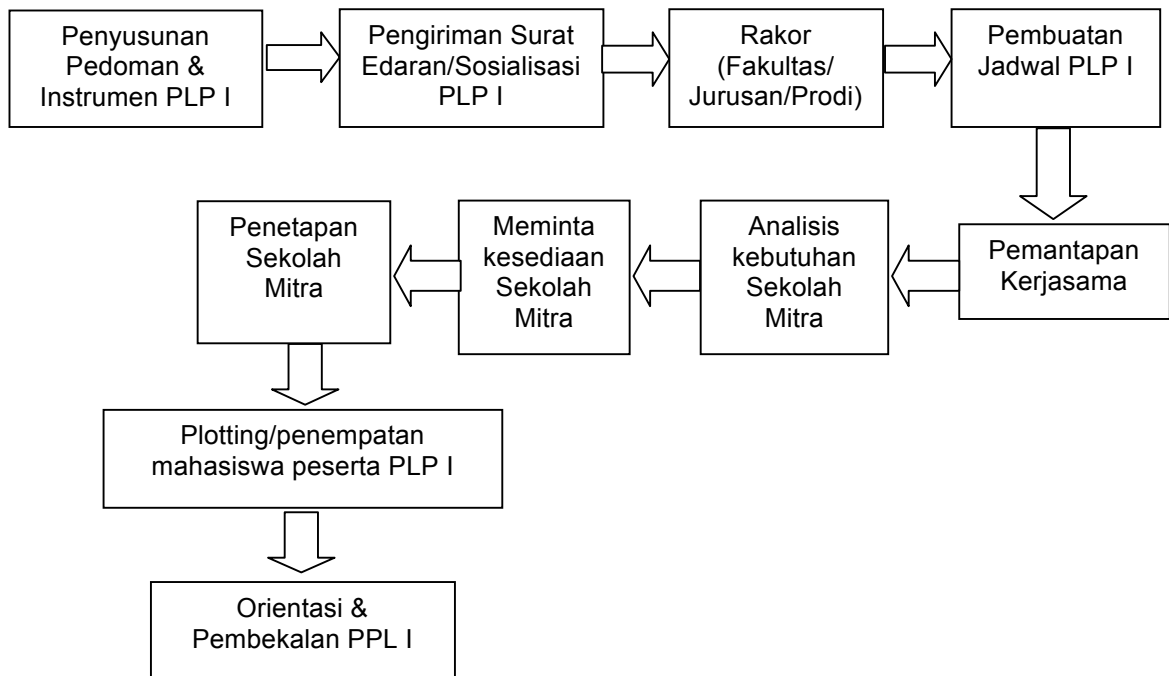 Penyusunan
Pedoman &
Instrumen PLP I
Pengiriman Surat
Edaran/Sosialisasi
PLP I
Rakor
(Fakultas/
Jurusan/Prodi)
Pembuatan
Jadwal PLP I
Pemantapan
Kerjasama
Analisis
kebutuhan
Sekolah
Mitra
Meminta
kesediaan
Sekolah
Mitra
Penetapan
Sekolah
Mitra
Plotting/penempatan
mahasiswa peserta PLP I
Orientasi &
Pembekalan PPL I